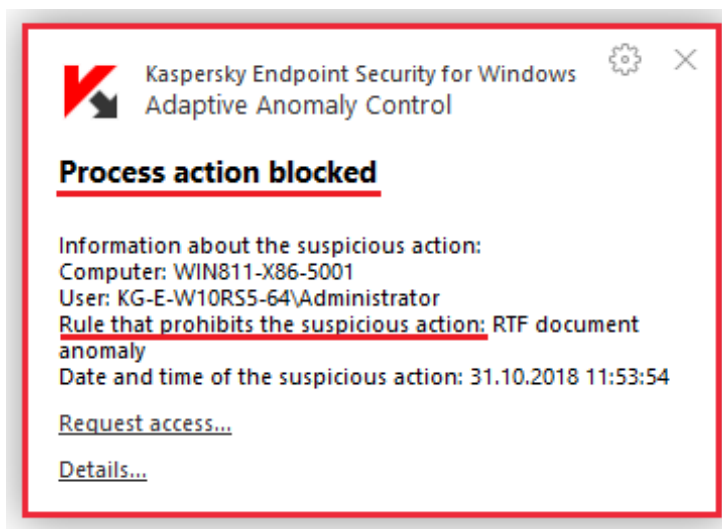 Kaspersky Endpoint Security for Windows
Adaptive Anomaly Control
Process action blocked
Information about the suspicious action:
Computer: WIN811-X86-5001
User: KG-E-W10RS5-64\Administrator
Rule that prohibits the suspicious action: RTF document
anomaly
Date and time of the suspicious action: 31.10.2018 11:53:54
Request access...
Details...